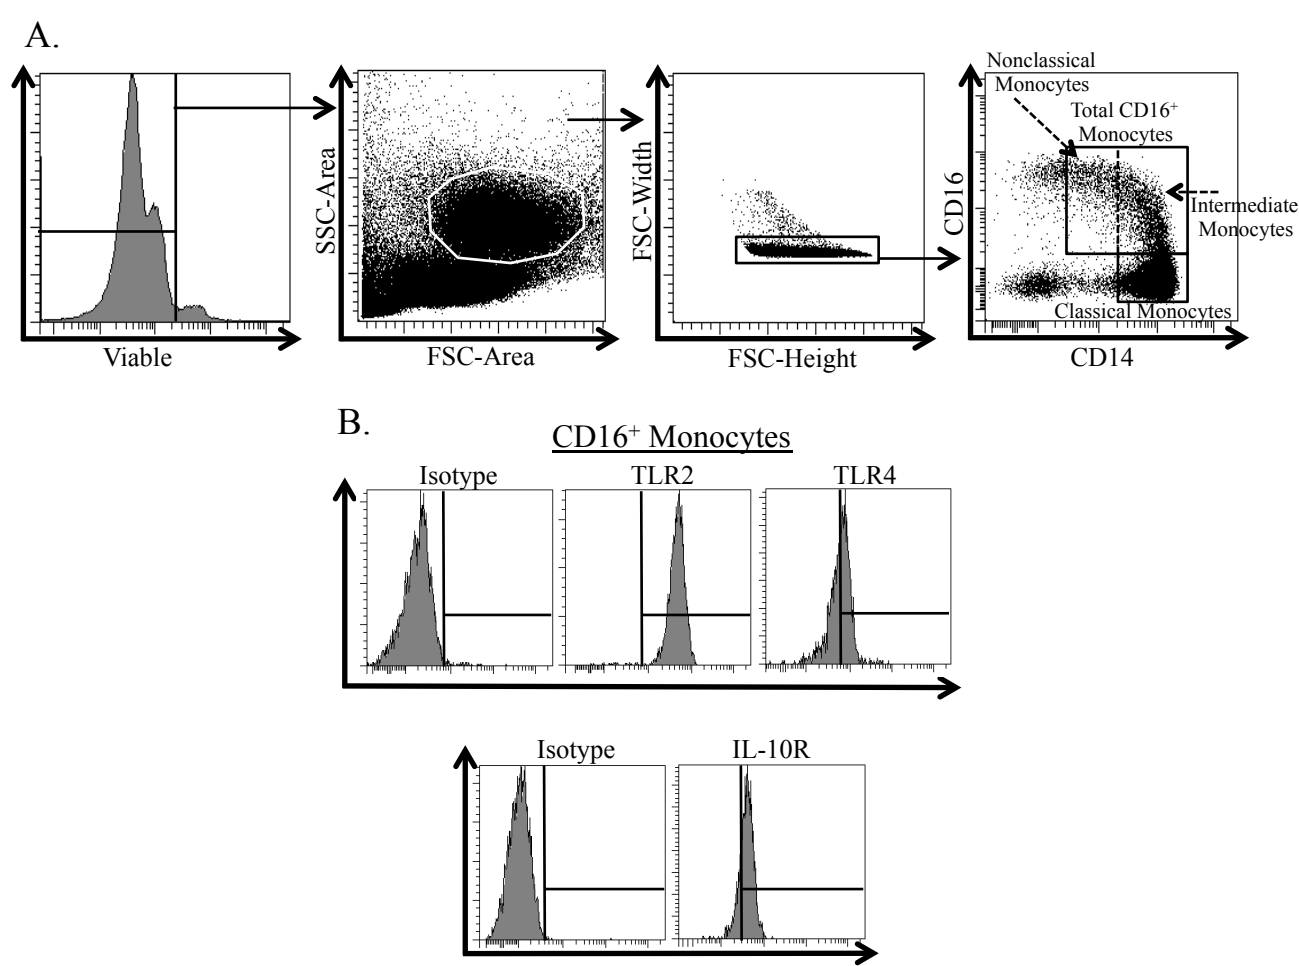 A.
Nonclassical
Monocytes
Total CD16+
Monocytes
Intermediate
Monocytes
Classical Monocytes
Viable
SSC-Area
FSC-Area
FSC-Width
FSC-Height
CD16
CD14
B.
CD16+ Monocytes
Isotype
TLR2
TLR4
Isotype
IL-10R